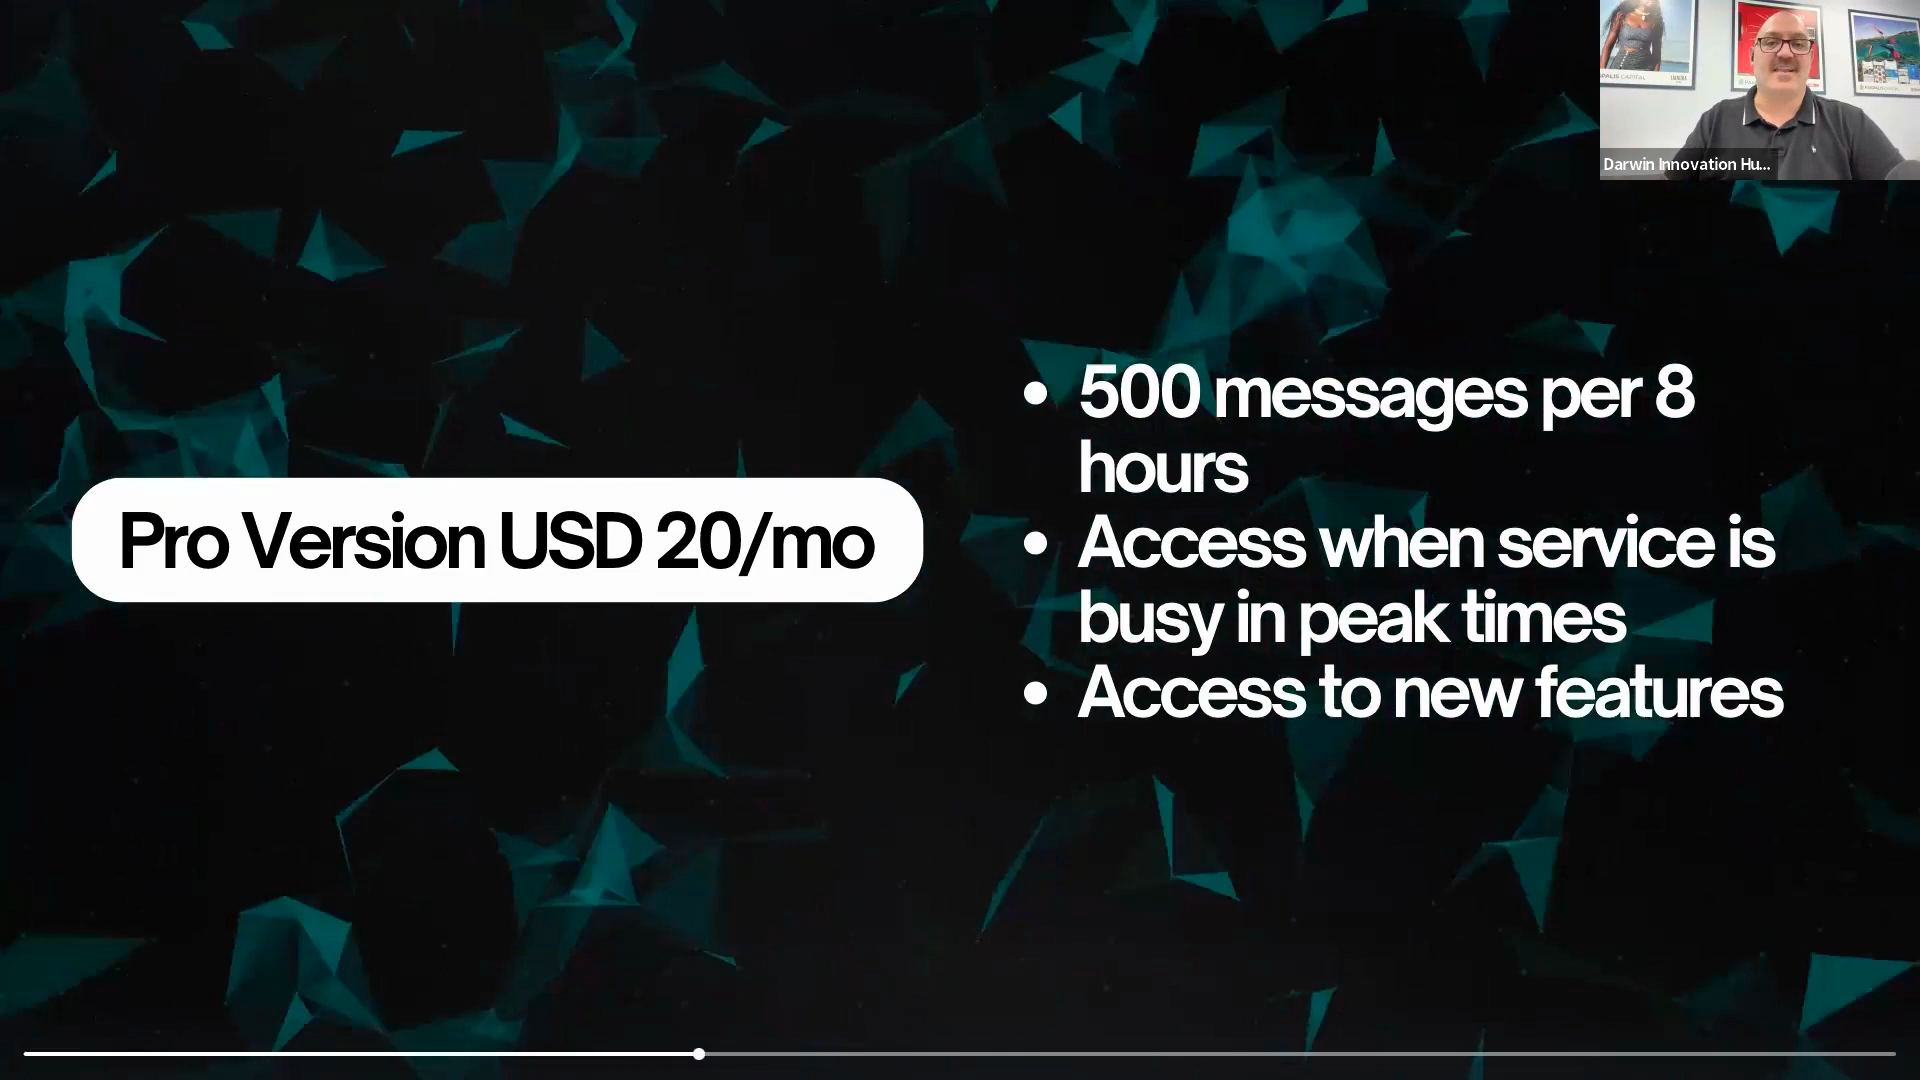 Darwin Innovation Hu...
Pro Version USD 20/mo
• 500 messages per 8
hours
• Access when service is
busy in peak times
• Access to new features